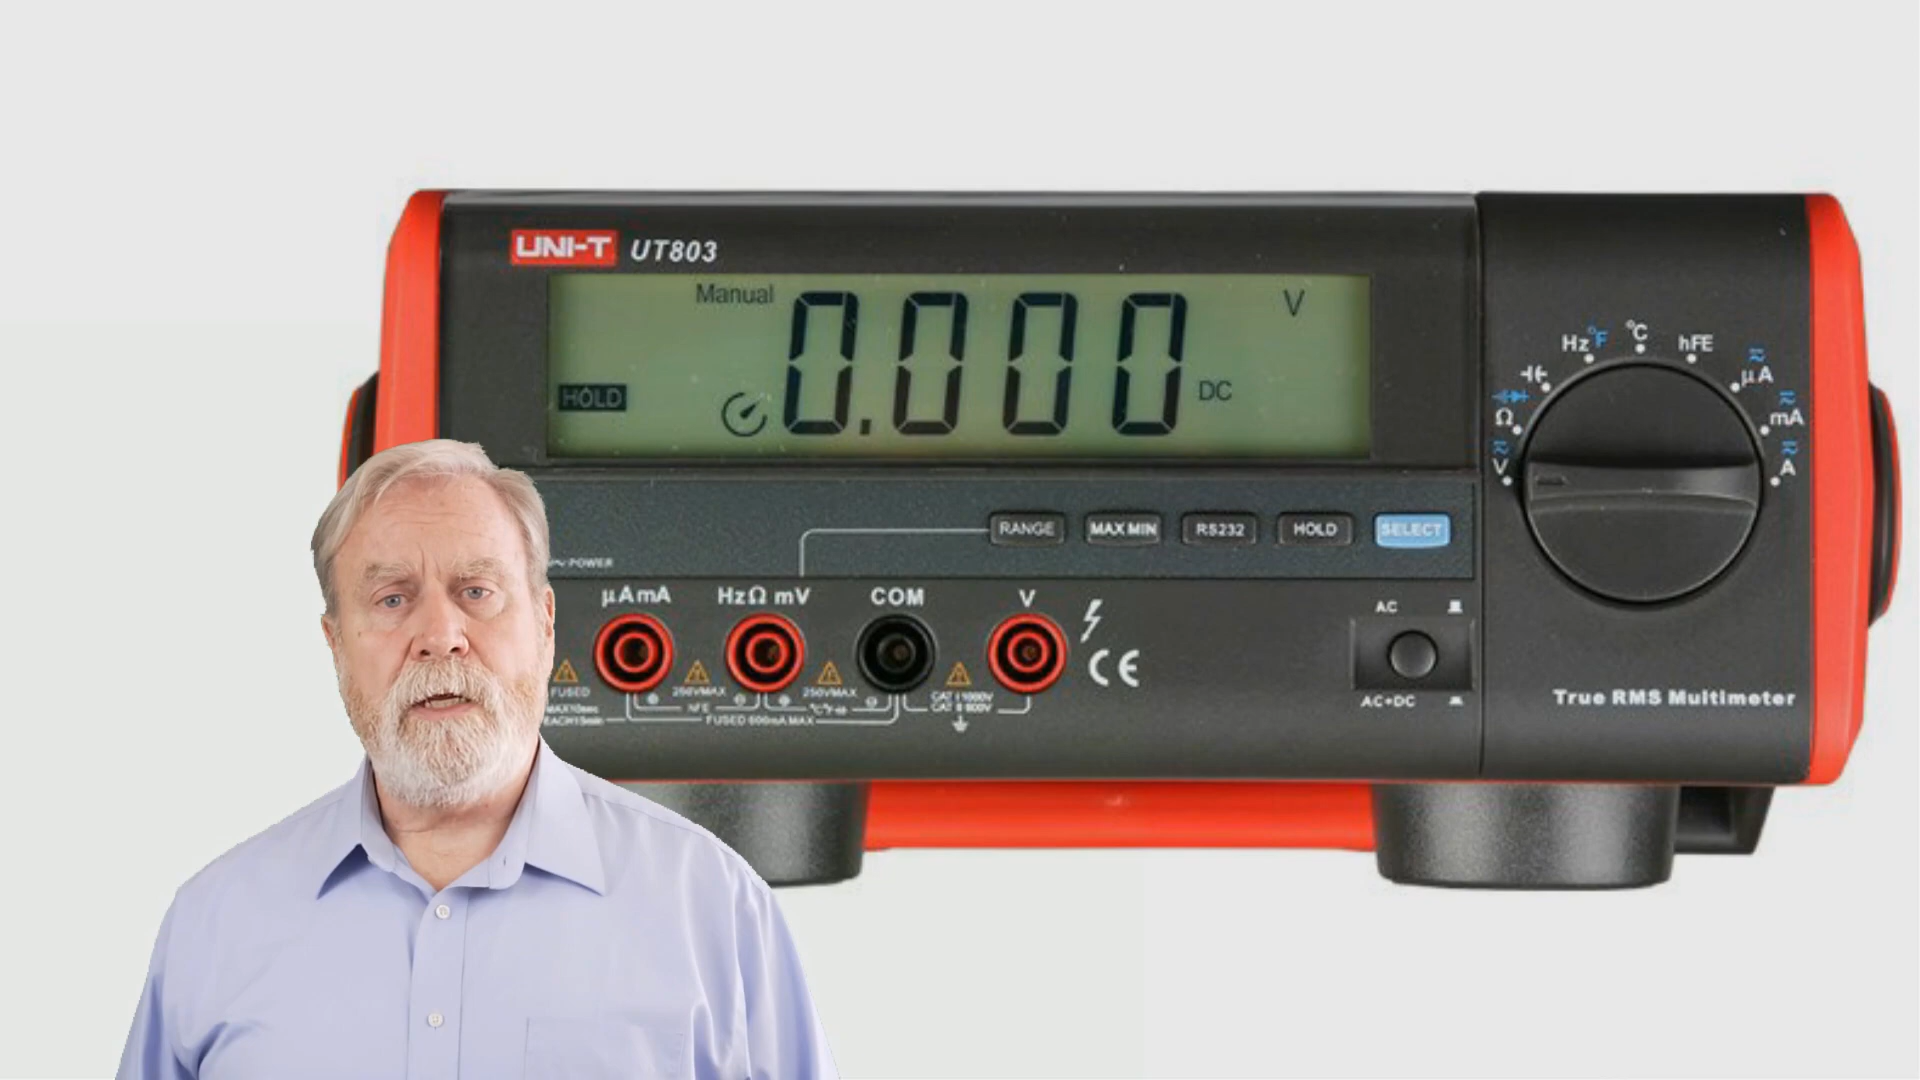 UNI-T UT803
Manual
0.000
V
HOLD
DC
Hz °F
°C
hFE
µA
mA
Ω
V
A
RANGE
MAX MIN
RS232
HOLD
SELECT
POWER
µA mA
Hz Ω mV
COM
V
AC
AC+DC
CE
FUSED
250VMAX
250VMAX
MAX10sec
EACH15min
hFE
FUSED 600mA MAX
CAT I 1000V
CAT II 600V
True RMS Multimeter